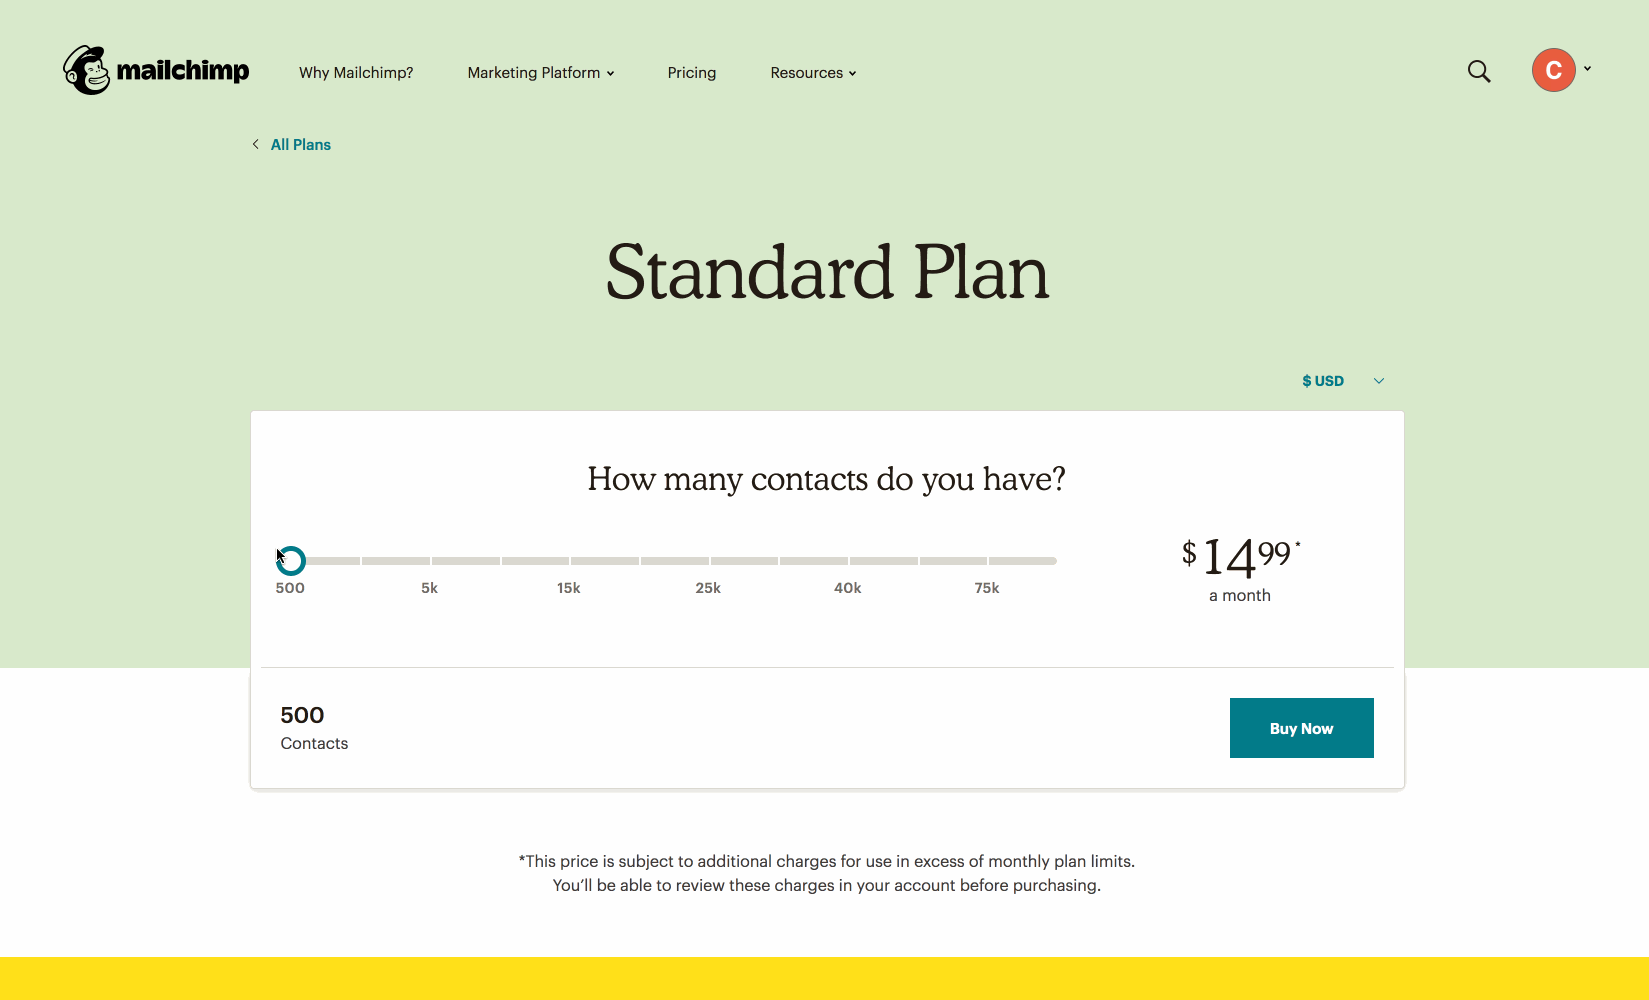 mailchimp
Why Mailchimp?
Marketing Platform
Pricing
Resources
C
All Plans
Standard Plan
$ USD
How many contacts do you have?
500 5k 15k 25k 40k 75k
$1499*
a month
500
Contacts
Buy Now
*This price is subject to additional charges for use in excess of monthly plan limits.
You’ll be able to review these charges in your account before purchasing.